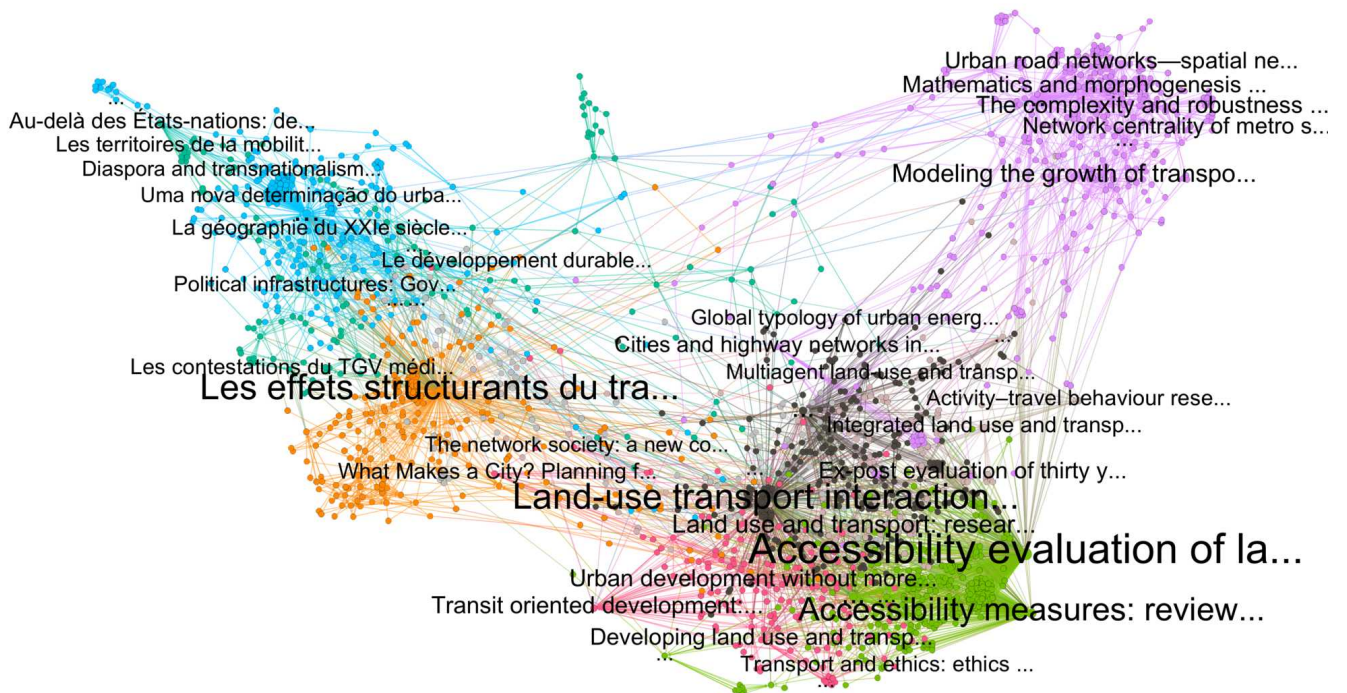 Urban road networks—spatial ne...
Mathematics and morphogenesis ...
...
The complexity and robustness ...
Au-delà des États-nations: de...
Network centrality of metro s...
Les territoires de la mobilit...
...
Diaspora and transnationalism...
Modeling the growth of transpo...
Uma nova determinação do urba...
...
La géographie du XXIe siècle...
...
Le développement durable...
Political infrastructures: Gov...
......
Global typology of urban energ...
...
Cities and highway networks in...
Les contestations du TGV médi...
Multiagent land-use and transp...
Les effets structurants du tra...
Activity–travel behaviour rese...
...
Integrated land use and transp...
The network society: a new co...
What Makes a City? Planning f...
...
Ex-post evaluation of thirty y...
Land-use transport interaction...
Land use and transport: resear...
Accessibility evaluation of la...
Urban development without more...
Transit oriented development:...
Accessibility measures: review...
Developing land use and transp...
...
Transport and ethics: ethics ...
...